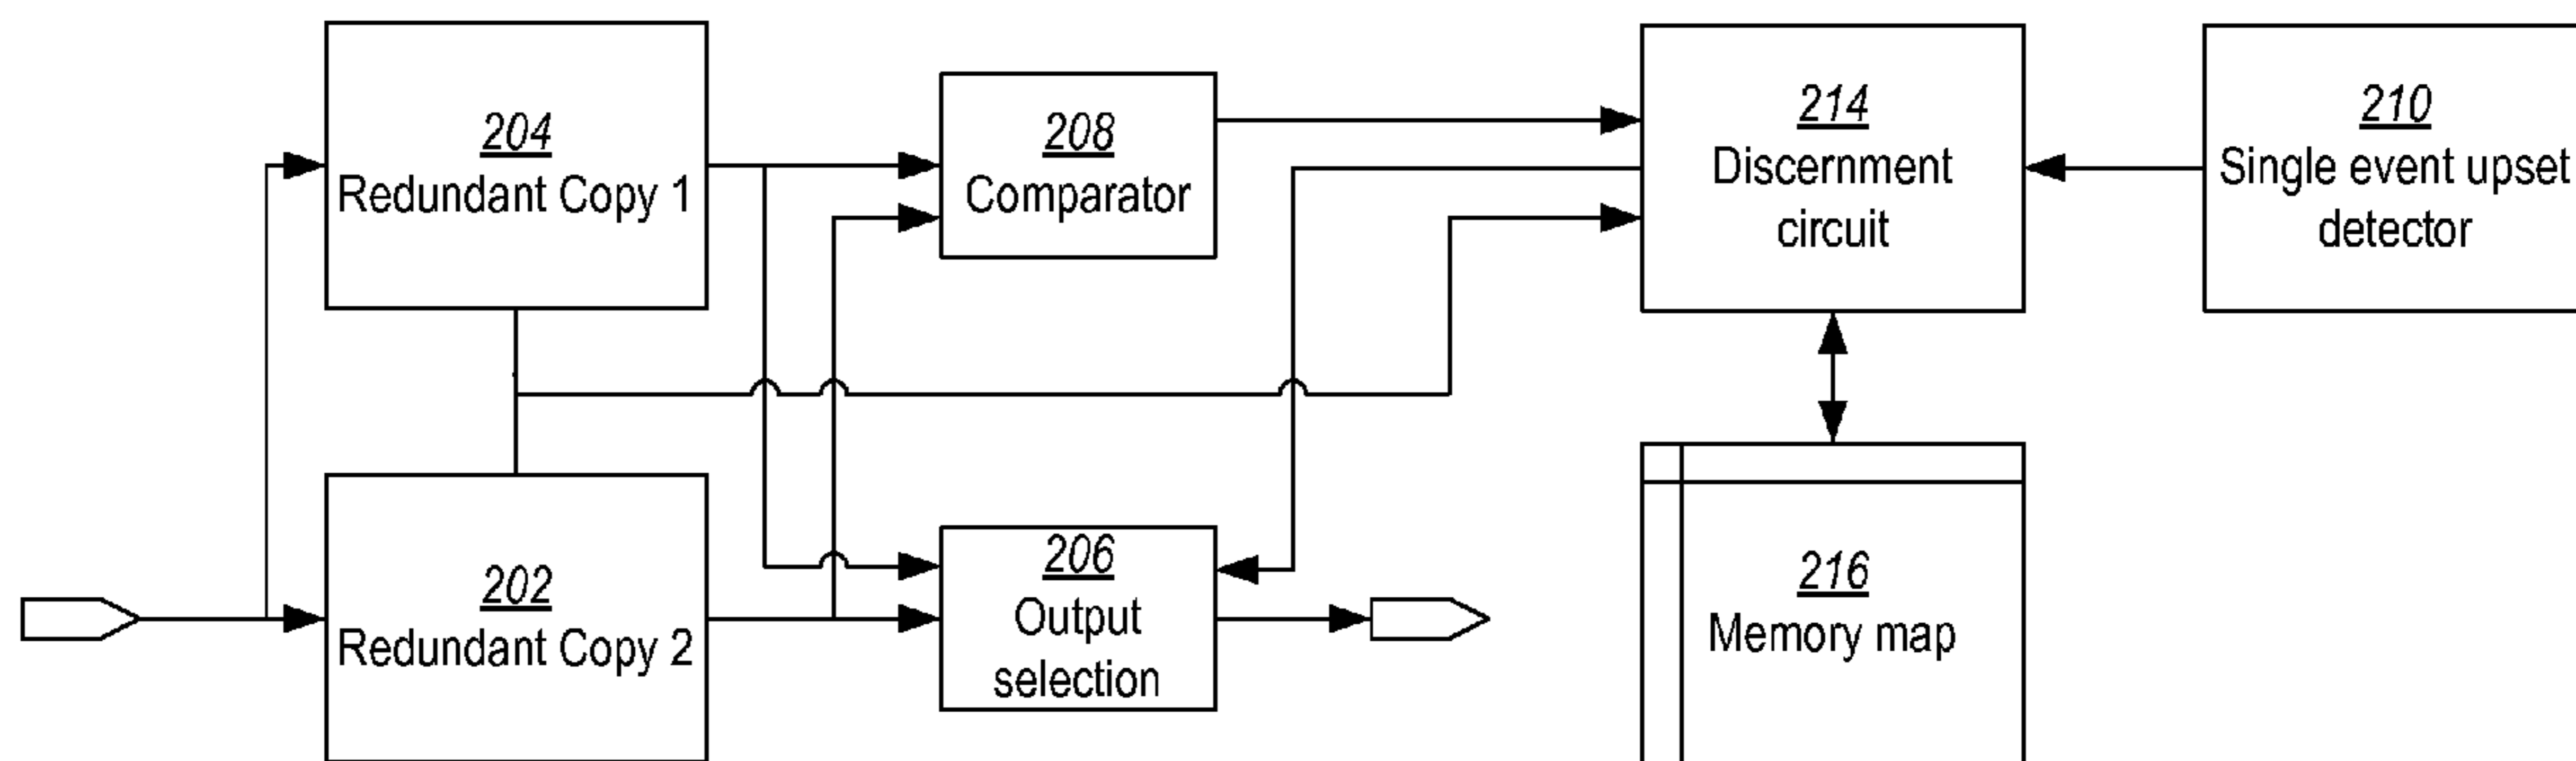 204
Redundant Copy 1
208
Comparator
214
Discernment
circuit
210
Single event upset
detector
202
Redundant Copy 2
206
Output
selection
216
Memory map